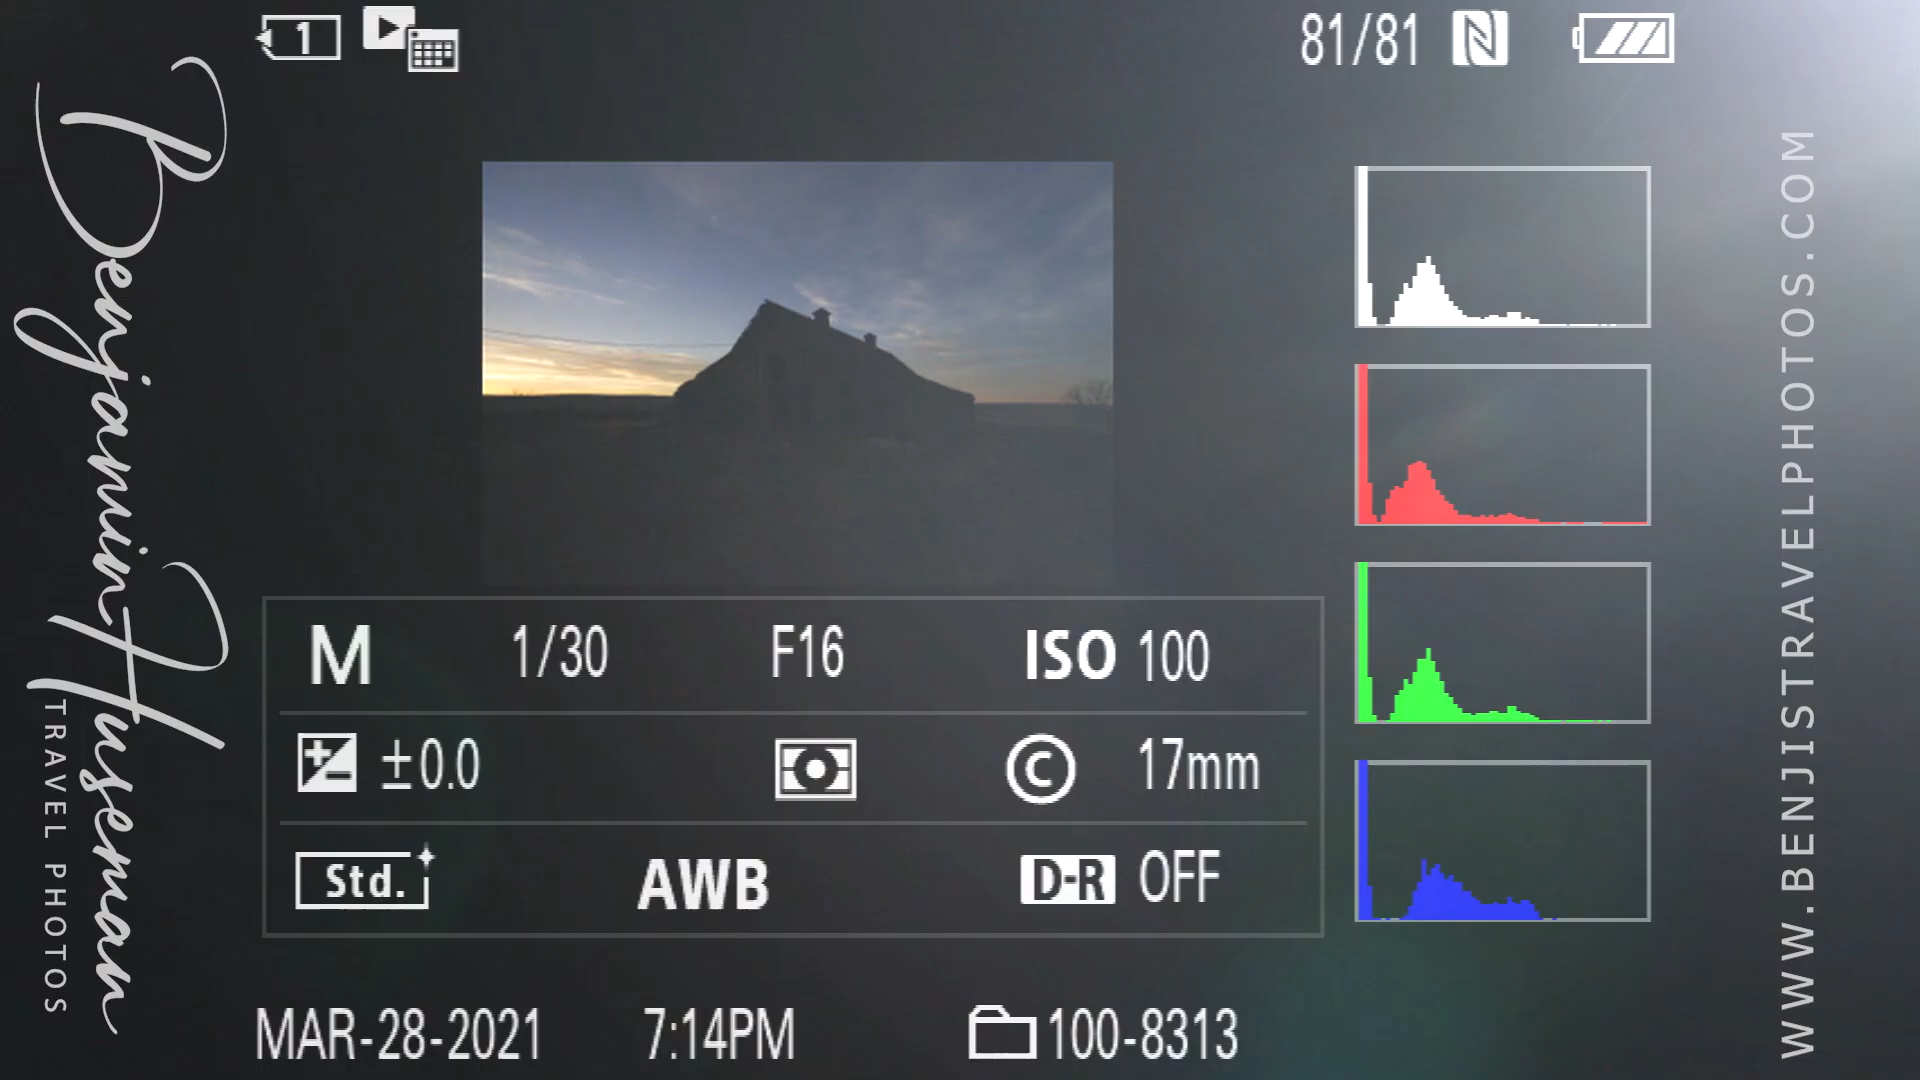 1
81/81
N
M 1/30 F16 ISO 100
±0.0 C 17mm
Std. AWB D-R OFF
MAR-28-2021 7:14PM 100-8313
Benjamin Huseman
TRAVEL PHOTOS
WWW.BENJISTRAVELPHOTOS.COM